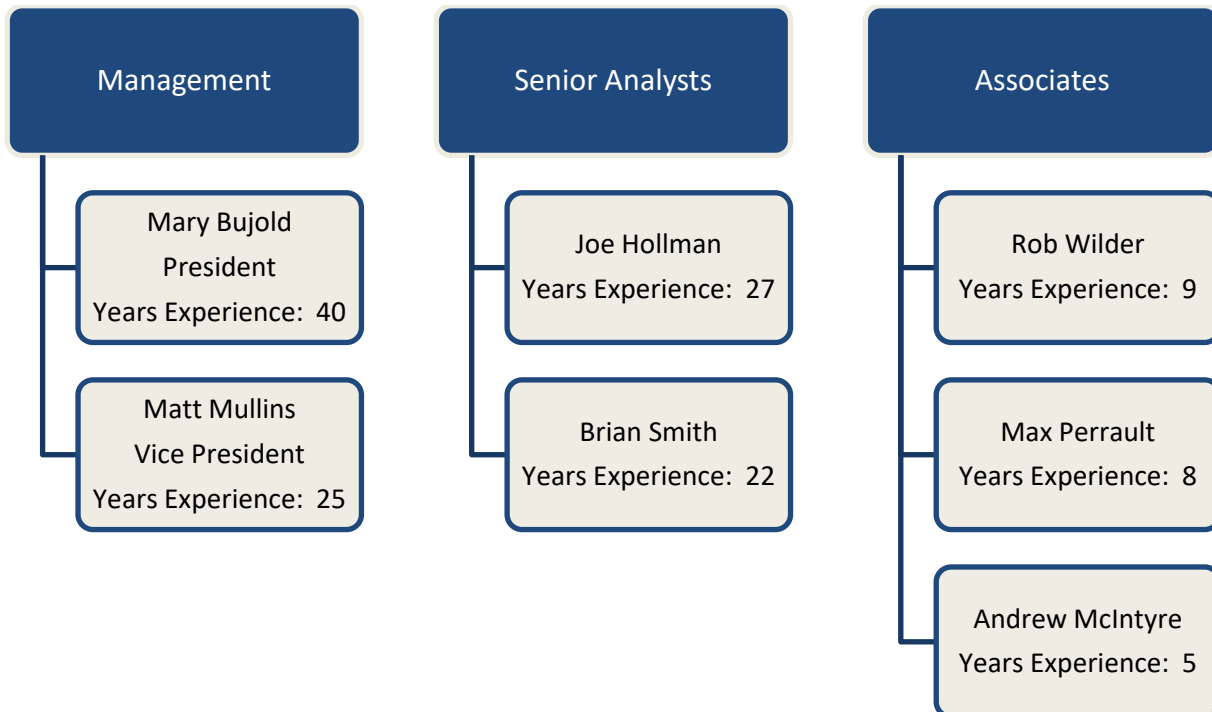 Management
Mary Bujold
President
Years Experience:  40
Matt Mullins
Vice President
Years Experience:  25
Senior Analysts
Joe Hollman
Years Experience:  27
Brian Smith
Years Experience:  22
Associates
Rob Wilder
Years Experience:  9
Max Perrault
Years Experience:  8
Andrew McIntyre
Years Experience:  5